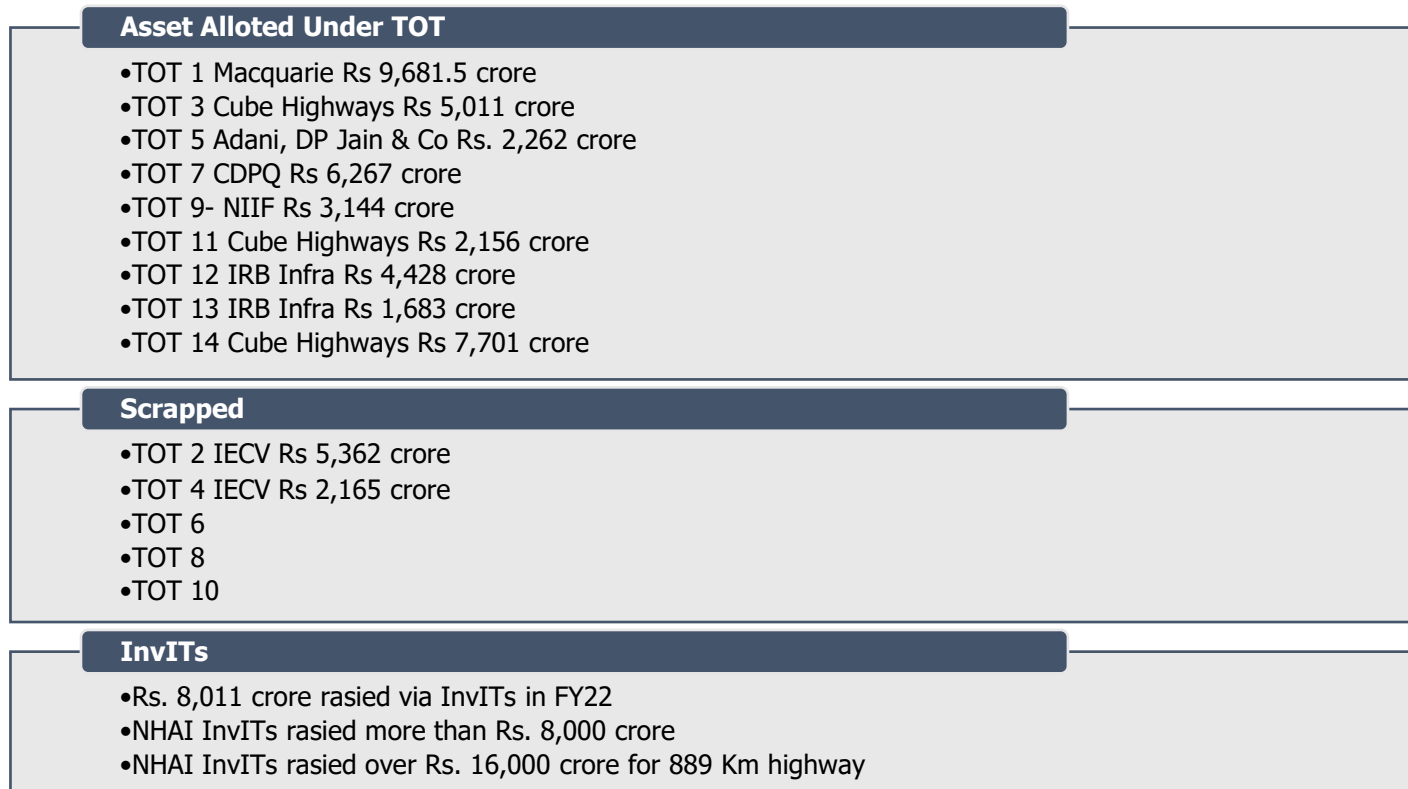 Asset Alloted Under TOT
•TOT 1 Macquarie Rs 9,681.5 crore
•TOT 3 Cube Highways Rs 5,011 crore
•TOT 5 Adani, DP Jain & Co Rs. 2,262 crore
•TOT 7 CDPQ Rs 6,267 crore
•TOT 9- NIIF Rs 3,144 crore
•TOT 11 Cube Highways Rs 2,156 crore
•TOT 12 IRB Infra Rs 4,428 crore
•TOT 13 IRB Infra Rs 1,683 crore
•TOT 14 Cube Highways Rs 7,701 crore
Scrapped
•TOT 2 IECV Rs 5,362 crore
•TOT 4 IECV Rs 2,165 crore
•TOT 6
•TOT 8
•TOT 10
InvITs
•Rs. 8,011 crore rasied via InvITs in FY22
•NHAI InvITs rasied more than Rs. 8,000 crore
•NHAI InvITs rasied over Rs. 16,000 crore for 889 Km highway